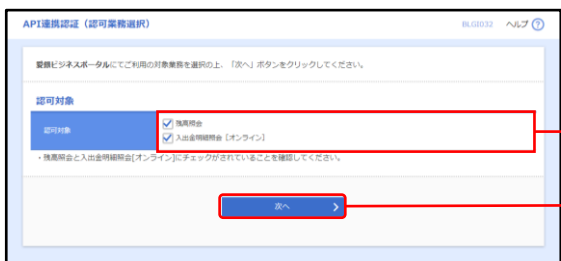 API連携認証（認可業務選択）
BLGI032 ヘルプ ?
愛銀ビジネスポータルにてご利用の対象業務を選択の上、「次へ」ボタンをクリックしてください。
認可対象
認可対象
残高照会
入出金明細照会［オンライン］
・残高照会と入出金明細照会[オンライン]にチェックがされていることを確認してください。
次へ